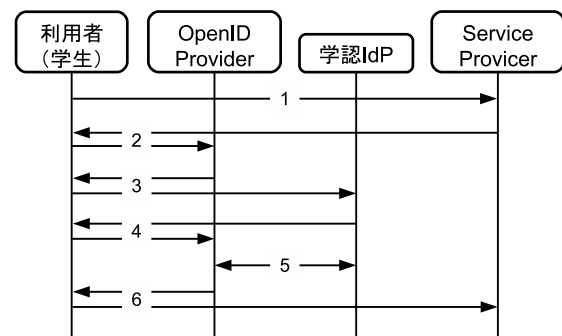 利用者
（学生）
OpenID
Provider
学認IdP
Service
Provicer
1
2
3
4
5
6